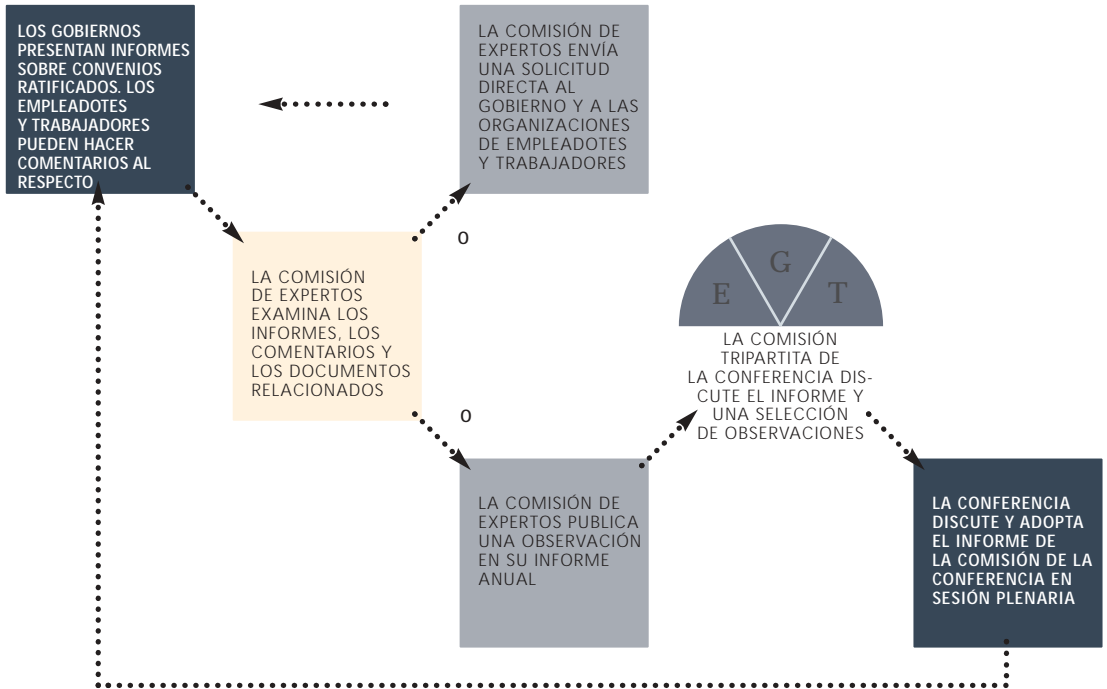 LOS GOBIERNOS
PRESENTAN INFORMES
SOBRE CONVENIOS
RATIFICADOS. LOS
EMPLEADOTES
Y TRABAJADORES
PUEDEN HACER
COMENTARIOS AL
RESPECTO
LA COMISIÓN DE
EXPERTOS ENVÍA
UNA SOLICITUD
DIRECTA AL
GOBIERNO Y A LAS
ORGANIZACIONES
DE EMPLEADOTES
Y TRABAJADORES
O
LA COMISIÓN
DE EXPERTOS
EXAMINA LOS
INFORMES, LOS
COMENTARIOS Y
LOS DOCUMENTOS
RELACIONADOS
O
E G T
LA COMISIÓN
TRIPARTITA DE
LA CONFERENCIA DIS-
CUTE EL INFORME Y
UNA SELECCIÓN
DE OBSERVACIONES
LA COMISIÓN DE
EXPERTOS PUBLICA
UNA OBSERVACIÓN
EN SU INFORME
ANUAL
LA CONFERENCIA
DISCUTE Y ADOPTA
EL INFORME DE
LA COMISIÓN DE LA
CONFERENCIA EN
SESIÓN PLENARIA